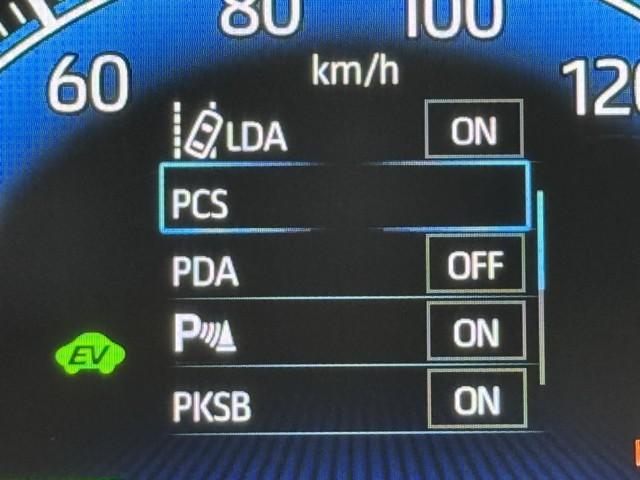 80 100
60 km/h 120
LDA ON
PCS
PDA OFF
P ON
EV
PKSB ON